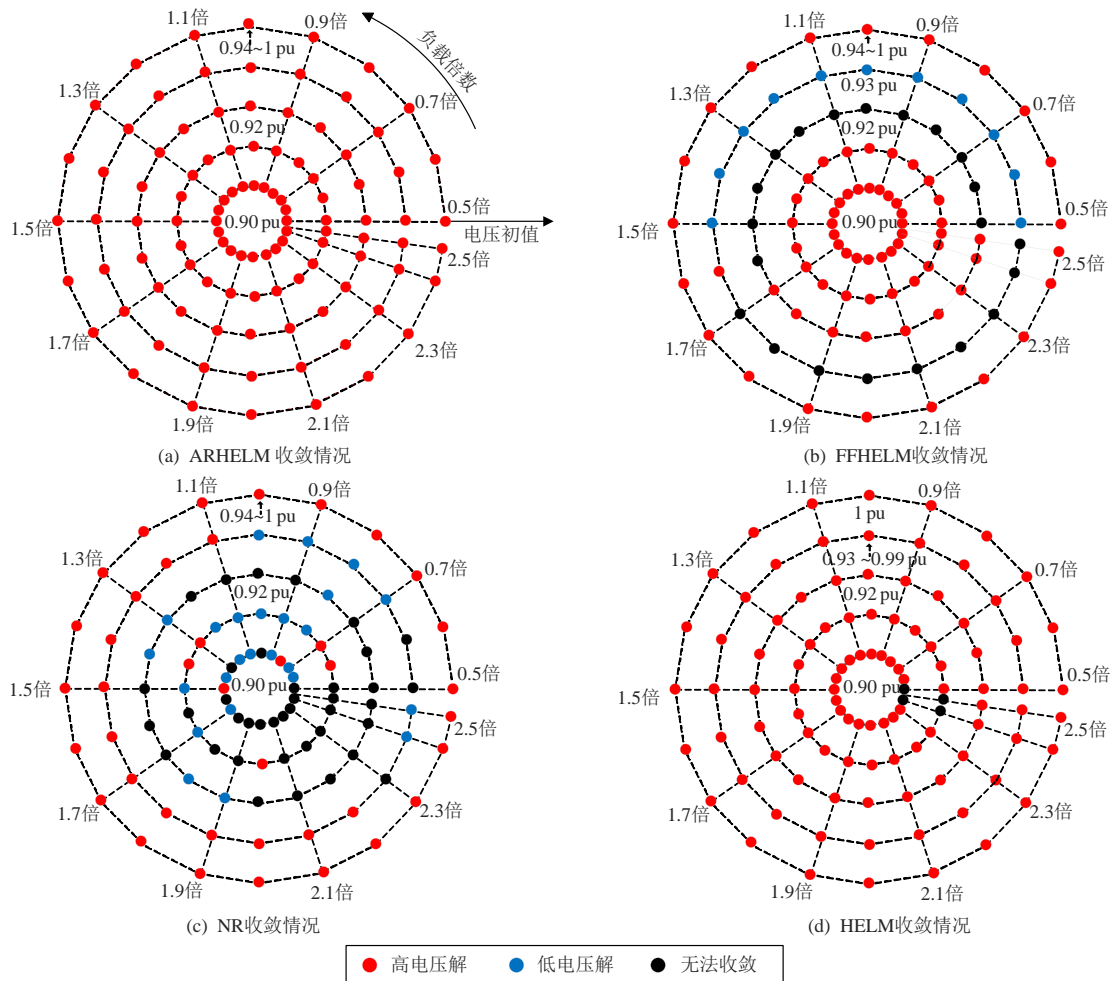 1.1倍
0.9倍
0.94~1 pu
负载倍数
1.3倍
0.7倍
0.92 pu
0.90 pu
0.5倍
1.5倍
电压初值
2.5倍
1.7倍
2.3倍
1.9倍
2.1倍
(a) ARHELM 收敛情况
1.1倍
0.9倍
0.94~1 pu
0.93 pu
1.3倍
0.7倍
0.92 pu
0.90 pu
0.5倍
1.5倍
2.5倍
1.7倍
2.3倍
1.9倍
2.1倍
(b) FFHELM收敛情况
1.1倍
0.9倍
0.94~1 pu
1.3倍
0.7倍
0.92 pu
0.90 pu
0.5倍
1.5倍
2.5倍
1.7倍
2.3倍
1.9倍
2.1倍
(c) NR收敛情况
1.1倍
0.9倍
1 pu
0.93 ~0.99 pu
1.3倍
0.7倍
0.92 pu
0.90 pu
0.5倍
1.5倍
2.5倍
1.7倍
2.3倍
1.9倍
2.1倍
(d) HELM收敛情况
高电压解 低电压解 无法收敛